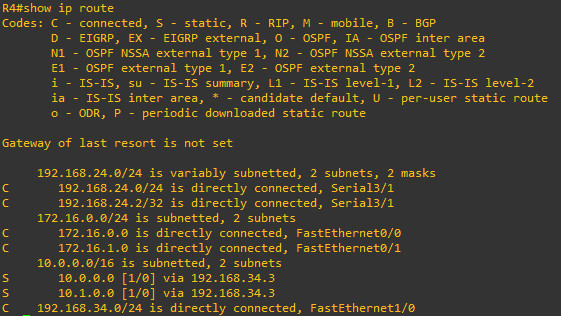 R4#show ip route
Codes: C - connected, S - static, R - RIP, M - mobile, B - BGP
       D - EIGRP, EX - EIGRP external, O - OSPF, IA - OSPF inter area
       N1 - OSPF NSSA external type 1, N2 - OSPF NSSA external type 2
       E1 - OSPF external type 1, E2 - OSPF external type 2
       i - IS-IS, su - IS-IS summary, L1 - IS-IS level-1, L2 - IS-IS level-2
       ia - IS-IS inter area, * - candidate default, U - per-user static route
       o - ODR, P - periodic downloaded static route
Gateway of last resort is not set
     192.168.24.0/24 is variably subnetted, 2 subnets, 2 masks
C       192.168.24.0/24 is directly connected, Serial3/1
C       192.168.24.2/32 is directly connected, Serial3/1
     172.16.0.0/24 is subnetted, 2 subnets
C       172.16.0.0 is directly connected, FastEthernet0/0
C       172.16.1.0 is directly connected, FastEthernet0/1
     10.0.0.0/16 is subnetted, 2 subnets
S       10.0.0.0 [1/0] via 192.168.34.3
S       10.1.0.0 [1/0] via 192.168.34.3
C    192.168.34.0/24 is directly connected, FastEthernet1/0